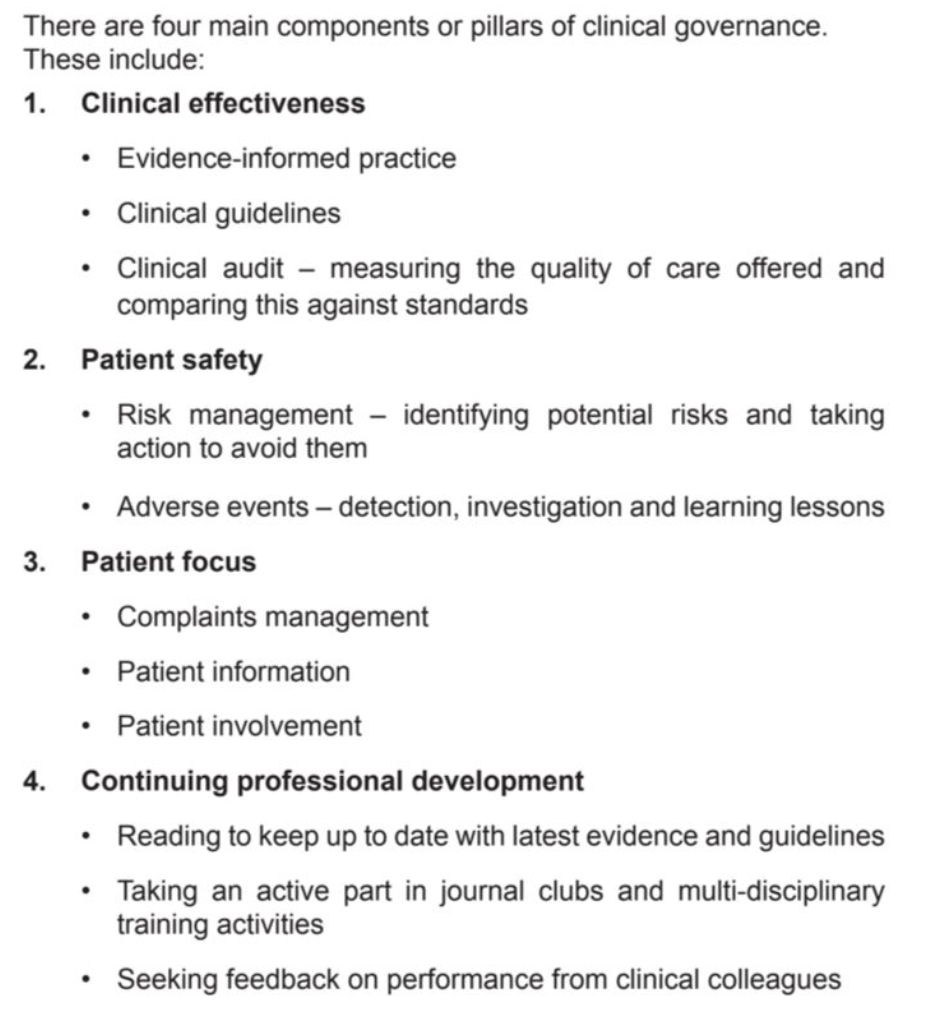 There are four main components or pillars of clinical governance.
These include:
1. Clinical effectiveness
• Evidence-informed practice
• Clinical guidelines
• Clinical audit – measuring the quality of care offered and
comparing this against standards
2. Patient safety
• Risk management – identifying potential risks and taking
action to avoid them
• Adverse events – detection, investigation and learning lessons
3. Patient focus
• Complaints management
• Patient information
• Patient involvement
4. Continuing professional development
• Reading to keep up to date with latest evidence and guidelines
• Taking an active part in journal clubs and multi-disciplinary
training activities
• Seeking feedback on performance from clinical colleagues